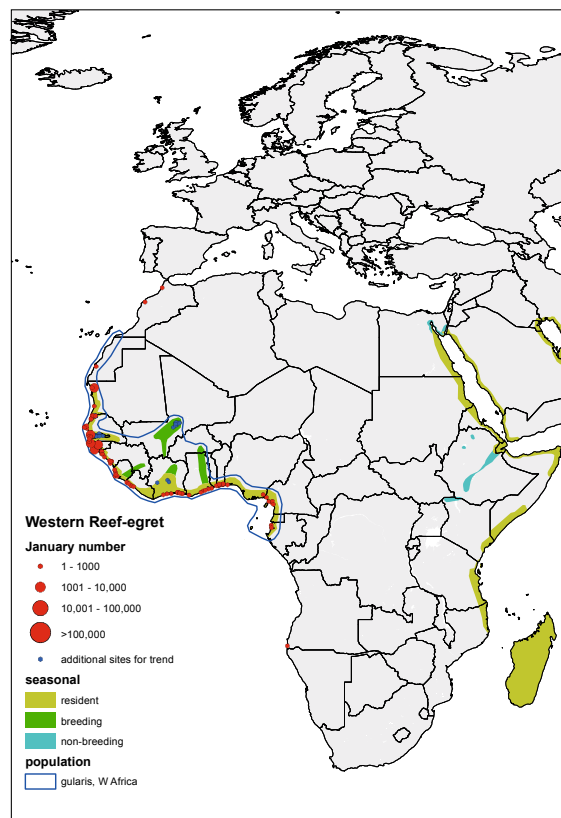 Western Reef-egret
January number
1 - 1000
1001 - 10,000
10,001 - 100,000
>100,000
additional sites for trend
seasonal
resident
breeding
non-breeding
population
gularis, W Africa